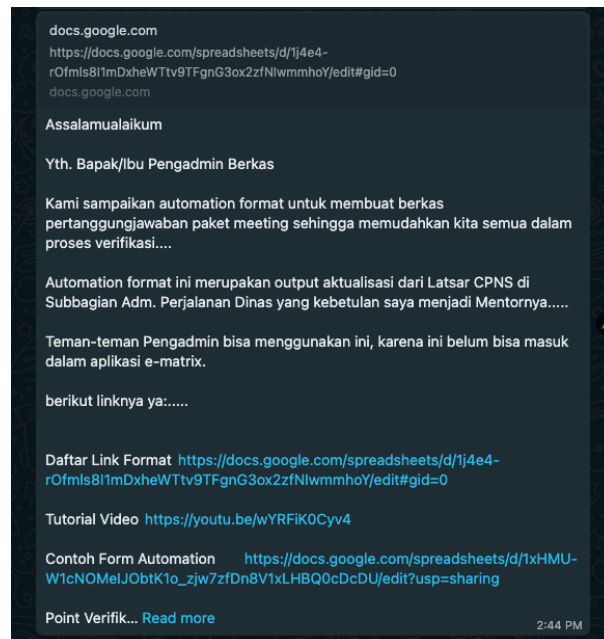 docs.google.com
https://docs.google.com/spreadsheets/d/1j4e4-
rOfmls8I1mDxheWTtv9TFgnG3ox2zfNlwmmhoY/edit#gid=0
docs.google.com
Assalamualaikum
Yth. Bapak/Ibu Pengadmin Berkas
Kami sampaikan automation format untuk membuat berkas
pertanggungjawaban paket meeting sehingga memudahkan kita semua dalam
proses verifikasi....
Automation format ini merupakan output aktualisasi dari Latsar CPNS di
Subbagian Adm. Perjalanan Dinas yang kebetulan saya menjadi Mentornya.....
Teman-teman Pengadmin bisa menggunakan ini, karena ini belum bisa masuk
dalam aplikasi e-matrix.
berikut linknya ya:.....
Daftar Link Format https://docs.google.com/spreadsheets/d/1j4e4-
rOfmls8I1mDxheWTtv9TFgnG3ox2zfNlwmmhoY/edit#gid=0
Tutorial Video https://youtu.be/wYRFiK0Cyv4
Contoh Form Automation https://docs.google.com/spreadsheets/d/1xHMU-
W1cNOMelJObtK1o_zjw7zfDn8V1xLHBQ0cDcDU/edit?usp=sharing
Point Verifik... Read more
2:44 PM